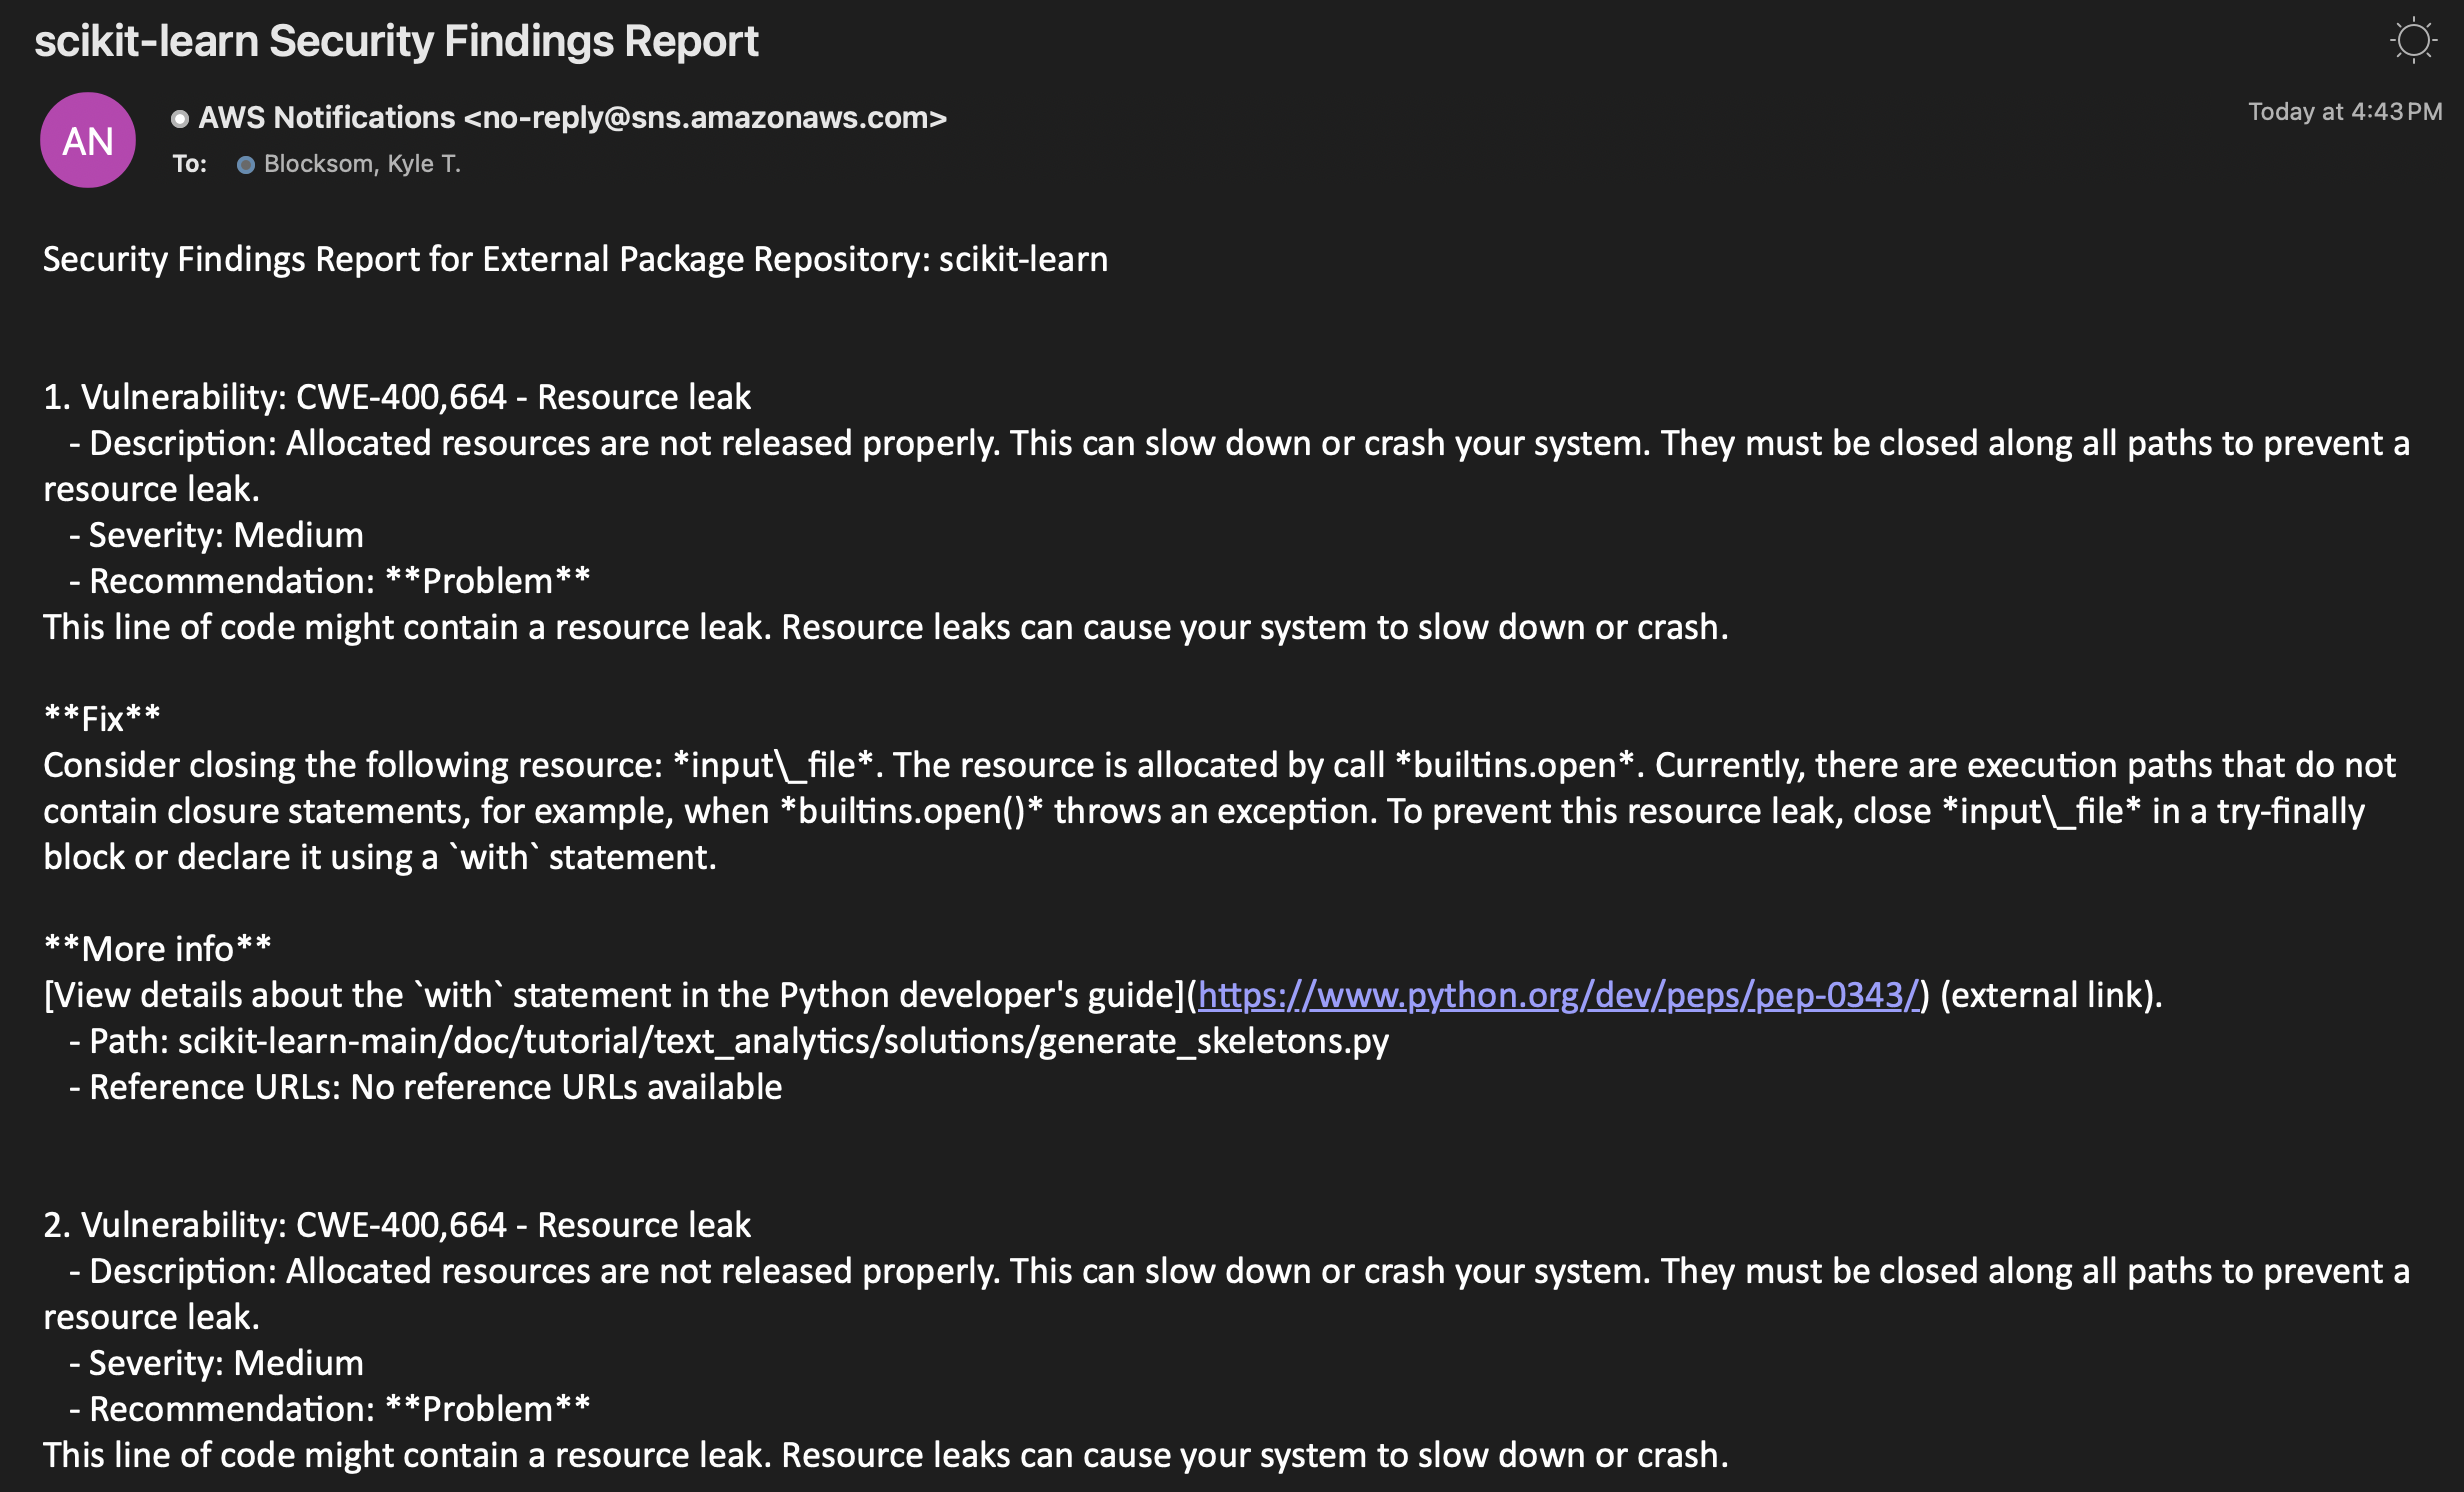 scikit-learn Security Findings Report
AN
AWS Notifications <no-reply@sns.amazonaws.com>
Today at 4:43 PM
To: Blocksom, Kyle T.
Security Findings Report for External Package Repository: scikit-learn
1. Vulnerability: CWE-400,664 - Resource leak
- Description: Allocated resources are not released properly. This can slow down or crash your system. They must be closed along all paths to prevent a
resource leak.
- Severity: Medium
- Recommendation: **Problem**
This line of code might contain a resource leak. Resource leaks can cause your system to slow down or crash.
**Fix**
Consider closing the following resource: *input\_file*. The resource is allocated by call *builtins.open*. Currently, there are execution paths that do not
contain closure statements, for example, when *builtins.open()* throws an exception. To prevent this resource leak, close *input\_file* in a try-finally
block or declare it using a `with` statement.
**More info**
[View details about the `with` statement in the Python developer's guide](https://www.python.org/dev/peps/pep-0343/) (external link).
- Path: scikit-learn-main/doc/tutorial/text_analytics/solutions/generate_skeletons.py
- Reference URLs: No reference URLs available
2. Vulnerability: CWE-400,664 - Resource leak
- Description: Allocated resources are not released properly. This can slow down or crash your system. They must be closed along all paths to prevent a
resource leak.
- Severity: Medium
- Recommendation: **Problem**
This line of code might contain a resource leak. Resource leaks can cause your system to slow down or crash.